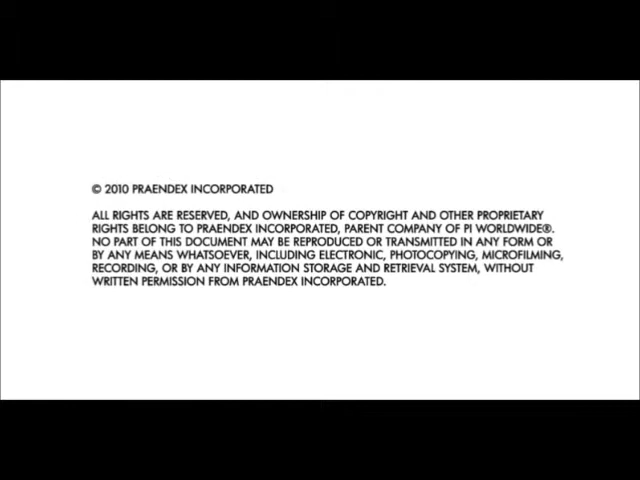 © 2010 PRAENDEX INCORPORATED
ALL RIGHTS ARE RESERVED, AND OWNERSHIP OF COPYRIGHT AND OTHER PROPRIETARY
RIGHTS BELONG TO PRAENDEX INCORPORATED, PARENT COMPANY OF PI WORLDWIDE®.
NO PART OF THIS DOCUMENT MAY BE REPRODUCED OR TRANSMITTED IN ANY FORM OR
BY ANY MEANS WHATSOEVER, INCLUDING ELECTRONIC, PHOTOCOPYING, MICROFILMING,
RECORDING, OR BY ANY INFORMATION STORAGE AND RETRIEVAL SYSTEM, WITHOUT
WRITTEN PERMISSION FROM PRAENDEX INCORPORATED.